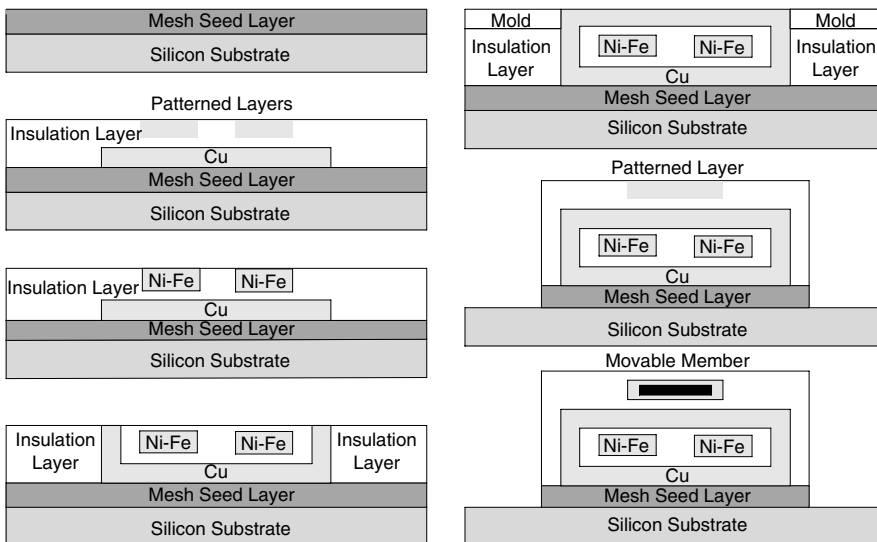 Mesh Seed Layer
Silicon Substrate
Patterned Layers
Insulation Layer
Cu
Mesh Seed Layer
Silicon Substrate
Insulation Layer Ni-Fe Ni-Fe
Cu
Mesh Seed Layer
Silicon Substrate
Insulation Layer
Ni-Fe Ni-Fe
Insulation Layer
Cu
Mesh Seed Layer
Silicon Substrate
Mold Mold
Insulation Layer
Ni-Fe Ni-Fe
Insulation Layer
Cu
Mesh Seed Layer
Silicon Substrate
Patterned Layer
Ni-Fe Ni-Fe
Cu
Mesh Seed Layer
Silicon Substrate
Movable Member
Ni-Fe Ni-Fe
Cu
Mesh Seed Layer
Silicon Substrate